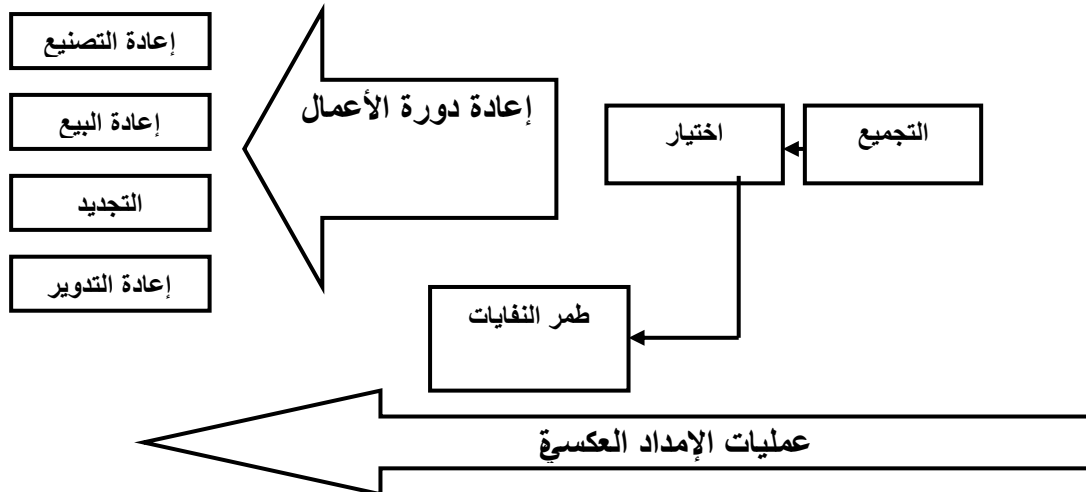 التجميع
اختيار
إعادة دورة الأعمال
إعادة التصنيع
إعادة البيع
التجديد
إعادة التدوير
طمر النفايات
عمليات الإمداد العكسية